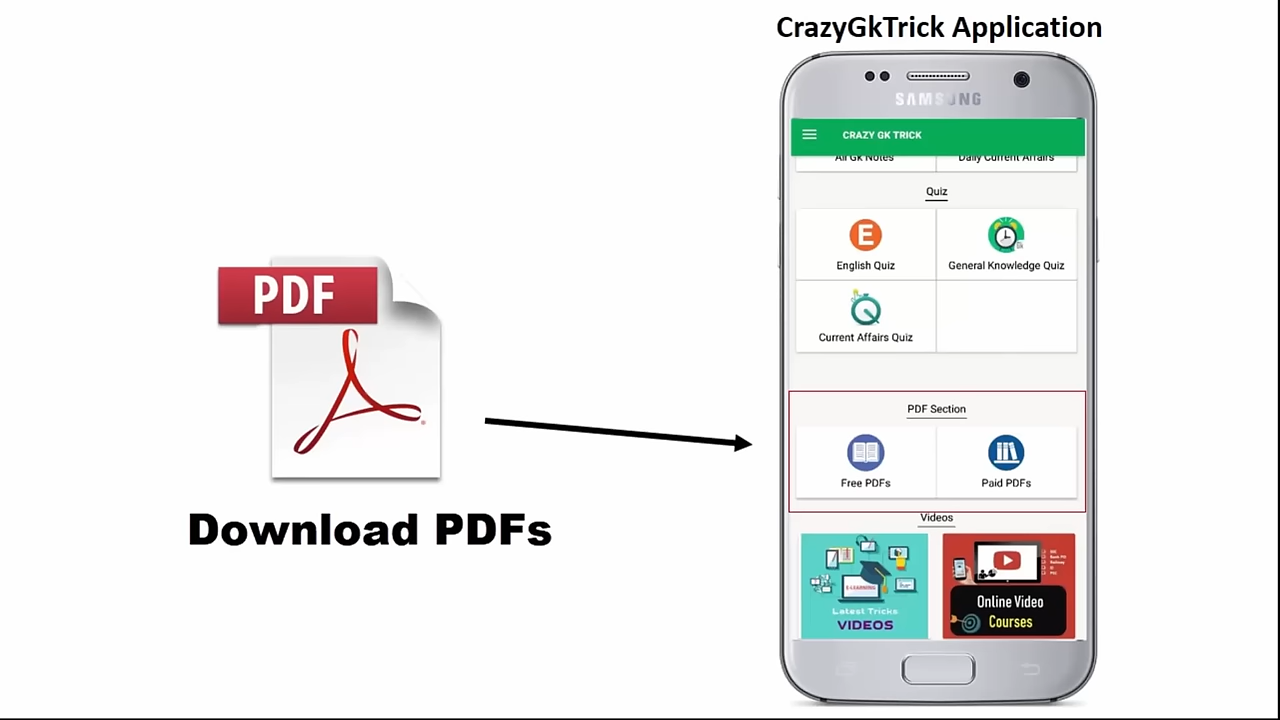 CrazyGkTrick Application
SAMSUNG
CRAZY GK TRICK
All Gk Notes
Daily Current Affairs
Quiz
E
English Quiz
General Knowledge Quiz
Current Affairs Quiz
PDF Section
Free PDFs
Paid PDFs
Videos
E-LEARNING
Latest Tricks
VIDEOS
Online Video
Courses
PDF
Download PDFs